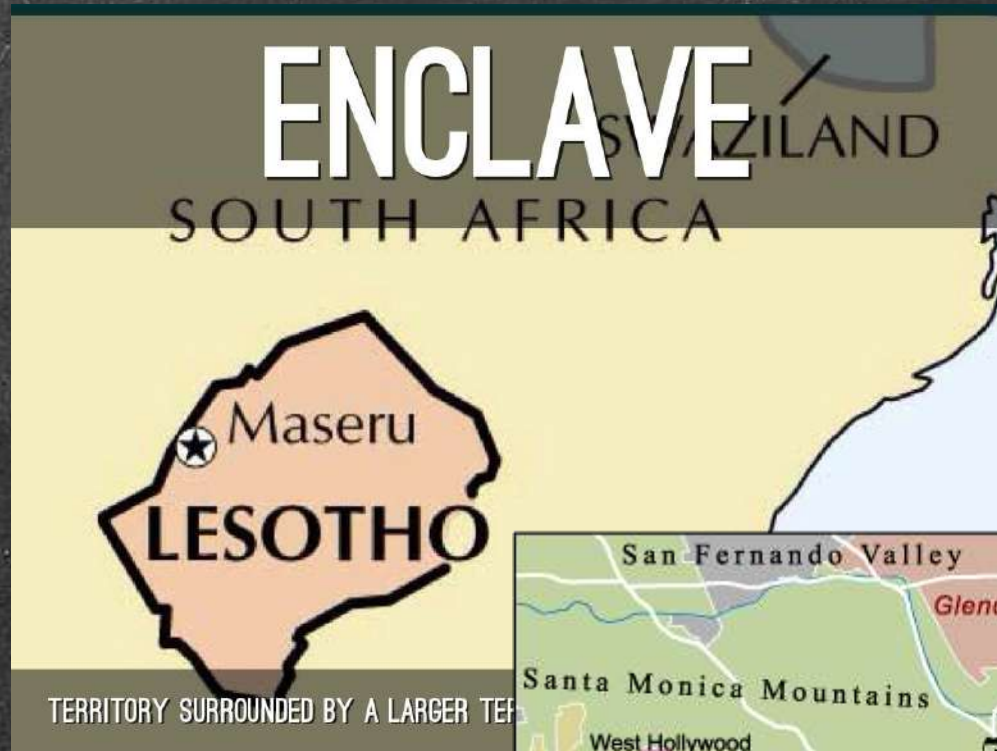 ENCLAVE
SWAZILAND
SOUTH AFRICA
Maseru
LESOTHO
San Fernando Valley
Santa Monica Mountains
West Hollywood
TERRITORY SURROUNDED BY A LARGER